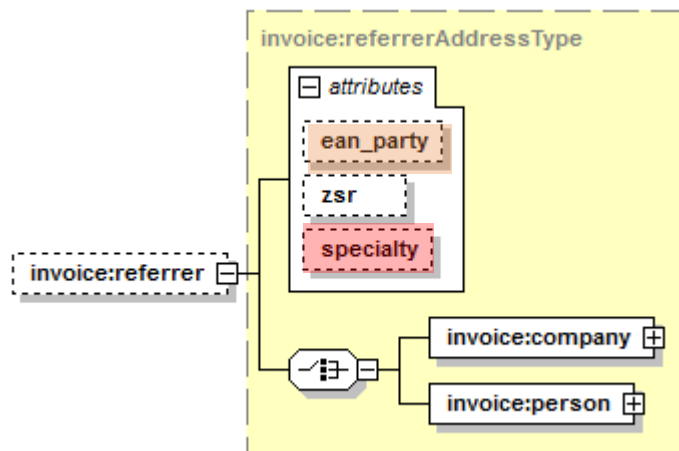 invoice:referrerAddressType
attributes
ean_party
zsr
specialty
invoice:referrer
invoice:company
invoice:person